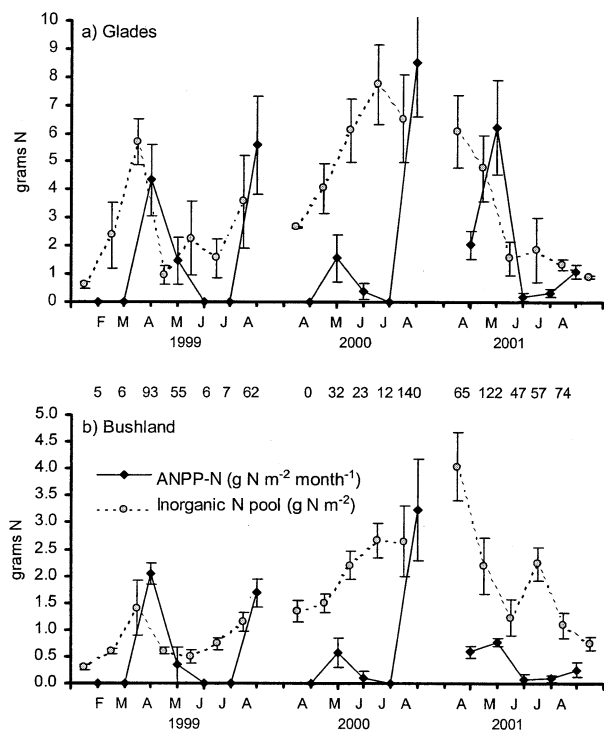 a) Glades
grams N
10
9
8
7
6
5
4
3
2
1
0
F M A M J J A A M J J A A M J J A
1999 2000 2001
5 6 93 55 6 7 62 0 32 23 12 140 65 122 47 57 74
b) Bushland
ANPP-N (g N m⁻² month⁻¹)
Inorganic N pool (g N m⁻²)
grams N
5.0
4.5
4.0
3.5
3.0
2.5
2.0
1.5
1.0
0.5
0.0
F M A M J J A A M J J A A M J J A
1999 2000 2001